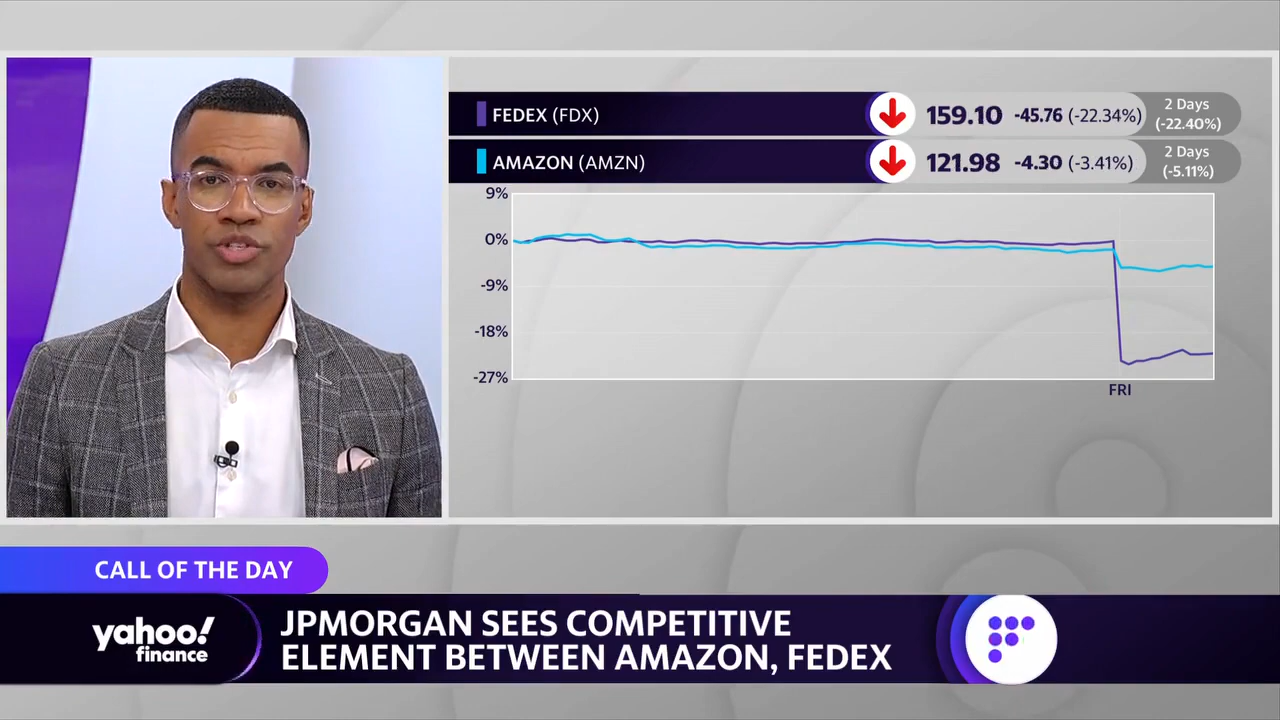 FEDEX (FDX) 159.10 -45.76 (-22.34%) 2 Days (-22.40%)
AMAZON (AMZN) 121.98 -4.30 (-3.41%) 2 Days (-5.11%)
9%
0%
-9%
-18%
-27%
FRI
CALL OF THE DAY
yahoo!
finance
JPMORGAN SEES COMPETITIVE
ELEMENT BETWEEN AMAZON, FEDEX